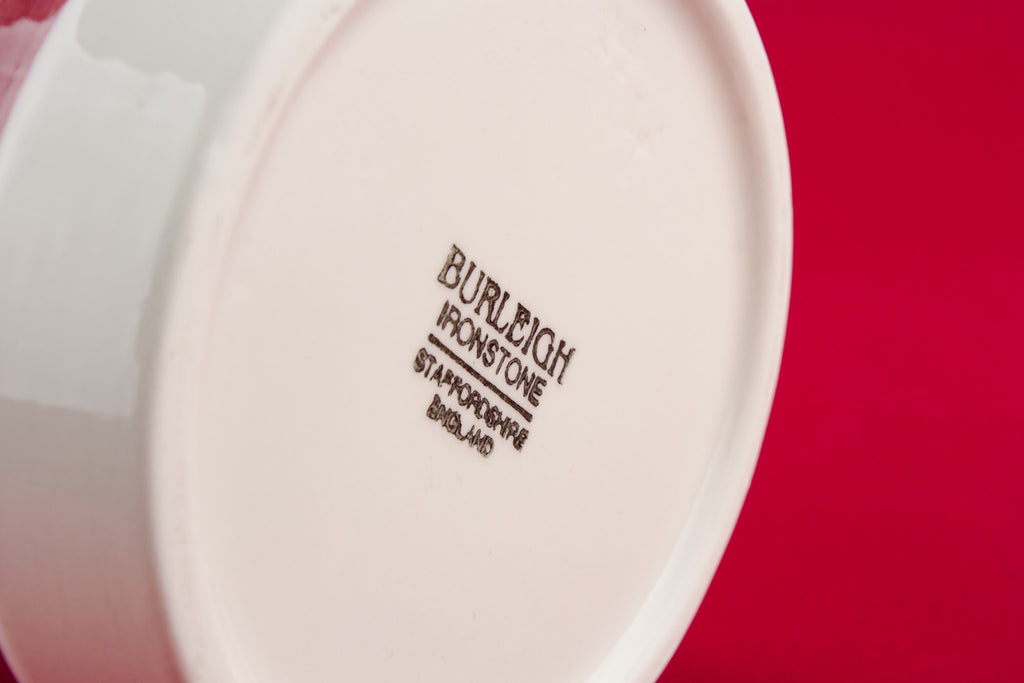 BURLEIGH
IRONSTONE
STAFFORDSHIRE
ENGLAND